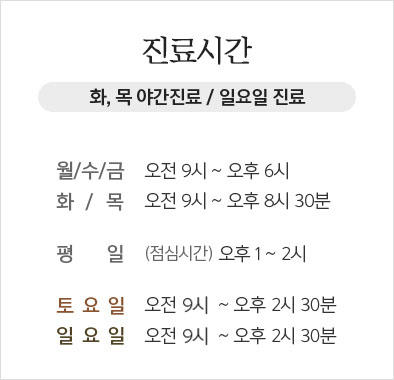 진료시간
화, 목 야간진료 / 일요일 진료
월/수/금 오전 9시 ~ 오후 6시
화 / 목 오전 9시 ~ 오후 8시 30분
평 일 (점심시간) 오후 1 ~ 2시
토 요 일 오전 9시 ~ 오후 2시 30분
일 요 일 오전 9시 ~ 오후 2시 30분